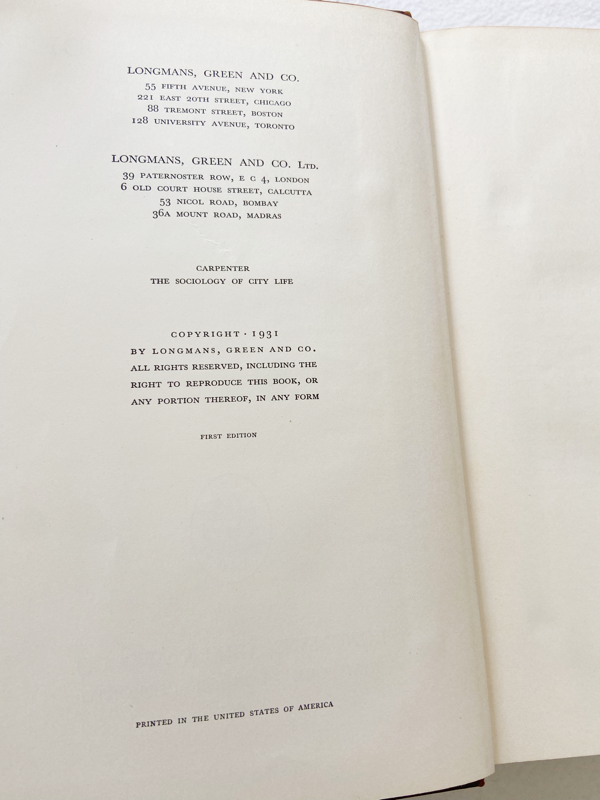 LONGMANS, GREEN AND CO.
55 FIFTH AVENUE, NEW YORK
221 EAST 20TH STREET, CHICAGO
88 TREMONT STREET, BOSTON
128 UNIVERSITY AVENUE, TORONTO
LONGMANS, GREEN AND CO. LTD.
39 PATERNOSTER ROW, E C 4, LONDON
6 OLD COURT HOUSE STREET, CALCUTTA
53 NICOL ROAD, BOMBAY
36A MOUNT ROAD, MADRAS
CARPENTER
THE SOCIOLOGY OF CITY LIFE
COPYRIGHT · 1931
BY LONGMANS, GREEN AND CO.
ALL RIGHTS RESERVED, INCLUDING THE
RIGHT TO REPRODUCE THIS BOOK, OR
ANY PORTION THEREOF, IN ANY FORM
FIRST EDITION
PRINTED IN THE UNITED STATES OF AMERICA